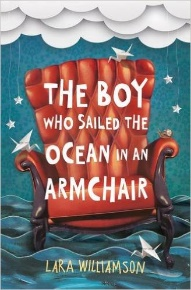 THE BOY
WHO SAILED THE
OCEAN IN AN
ARMCHAIR
LARA WILLIAMSON